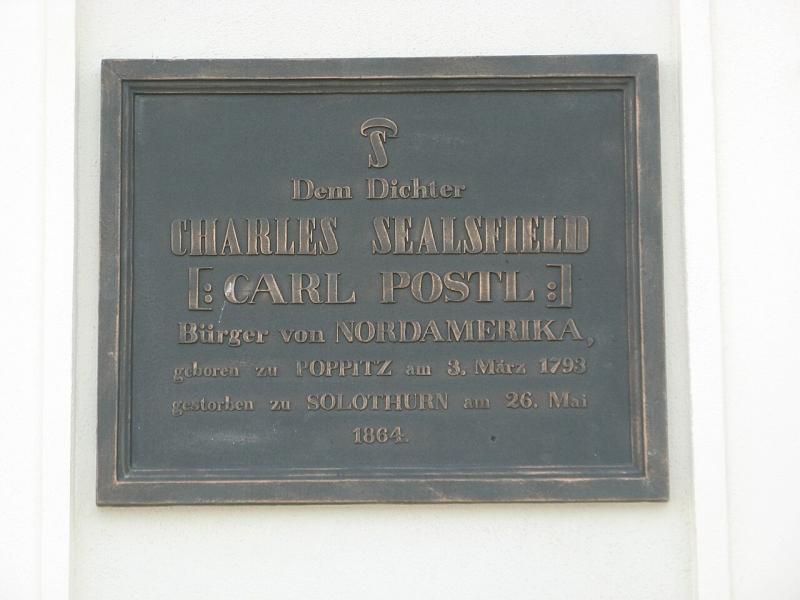 S
Dem Dichter
CHARLES SEALSFIELD
[: CARL POSTL :]
Bürger von NORDAMERIKA,
geboren zu POPPITZ am 3. März 1793
gestorben zu SOLOTHURN am 26. Mai
1864.